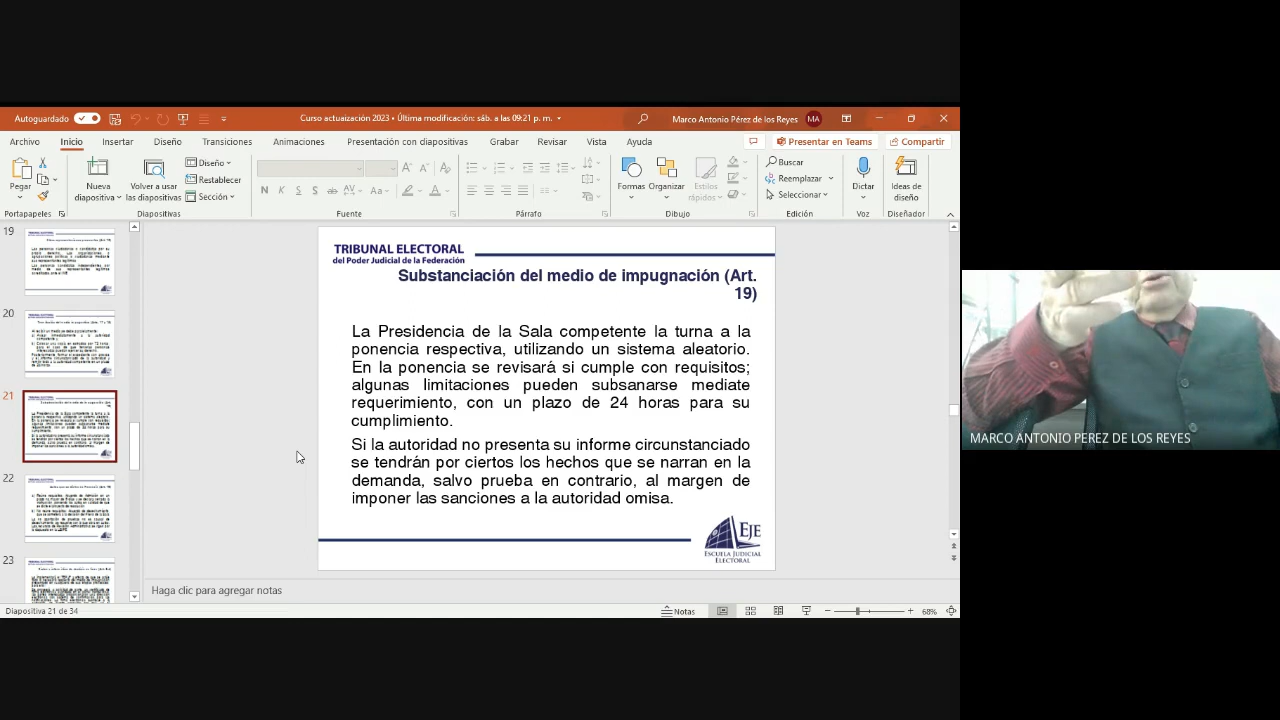 Autoguardado
Curso actuaización 2023 • Última modificación: sáb. a las 09:21 p. m.
Marco Antonio Pérez de los Reyes
MA
Archivo Inicio Insertar Diseño Transiciones Animaciones Presentación con diapositivas Grabar Revisar Vista Ayuda
Presentar en Teams
Compartir
Pegar
Nueva diapositiva
Volver a usar las diapositivas
Diseño
Restablecer
Sección
Formas
Organizar
Estilos rápidos
Buscar
Reemplazar
Seleccionar
Dictar
Ideas de diseño
Portapapeles
Diapositivas
Fuente
Párrafo
Dibujo
Edición
Voz
Diseñador
19
20
21
22
23
TRIBUNAL ELECTORAL
del Poder Judicial de la Federación
Substanciación del medio de impugnación (Art.
19)
La Presidencia de la Sala competente la turna a la
ponencia respectiva, utilizando un sistema aleatorio.
En la ponencia se revisará si cumple con requisitos;
algunas limitaciones pueden subsanarse mediate
requerimiento, con un plazo de 24 horas para su
cumplimiento.
Si la autoridad no presenta su informe circunstanciado
se tendrán por ciertos los hechos que se narran en la
demanda, salvo prueba en contrario, al margen de
imponer las sanciones a la autoridad omisa.
EJE
ESCUELA JUDICIAL
ELECTORAL
Haga clic para agregar notas
Diapositiva 21 de 34
Notas
68%
MARCO ANTONIO PEREZ DE LOS REYES